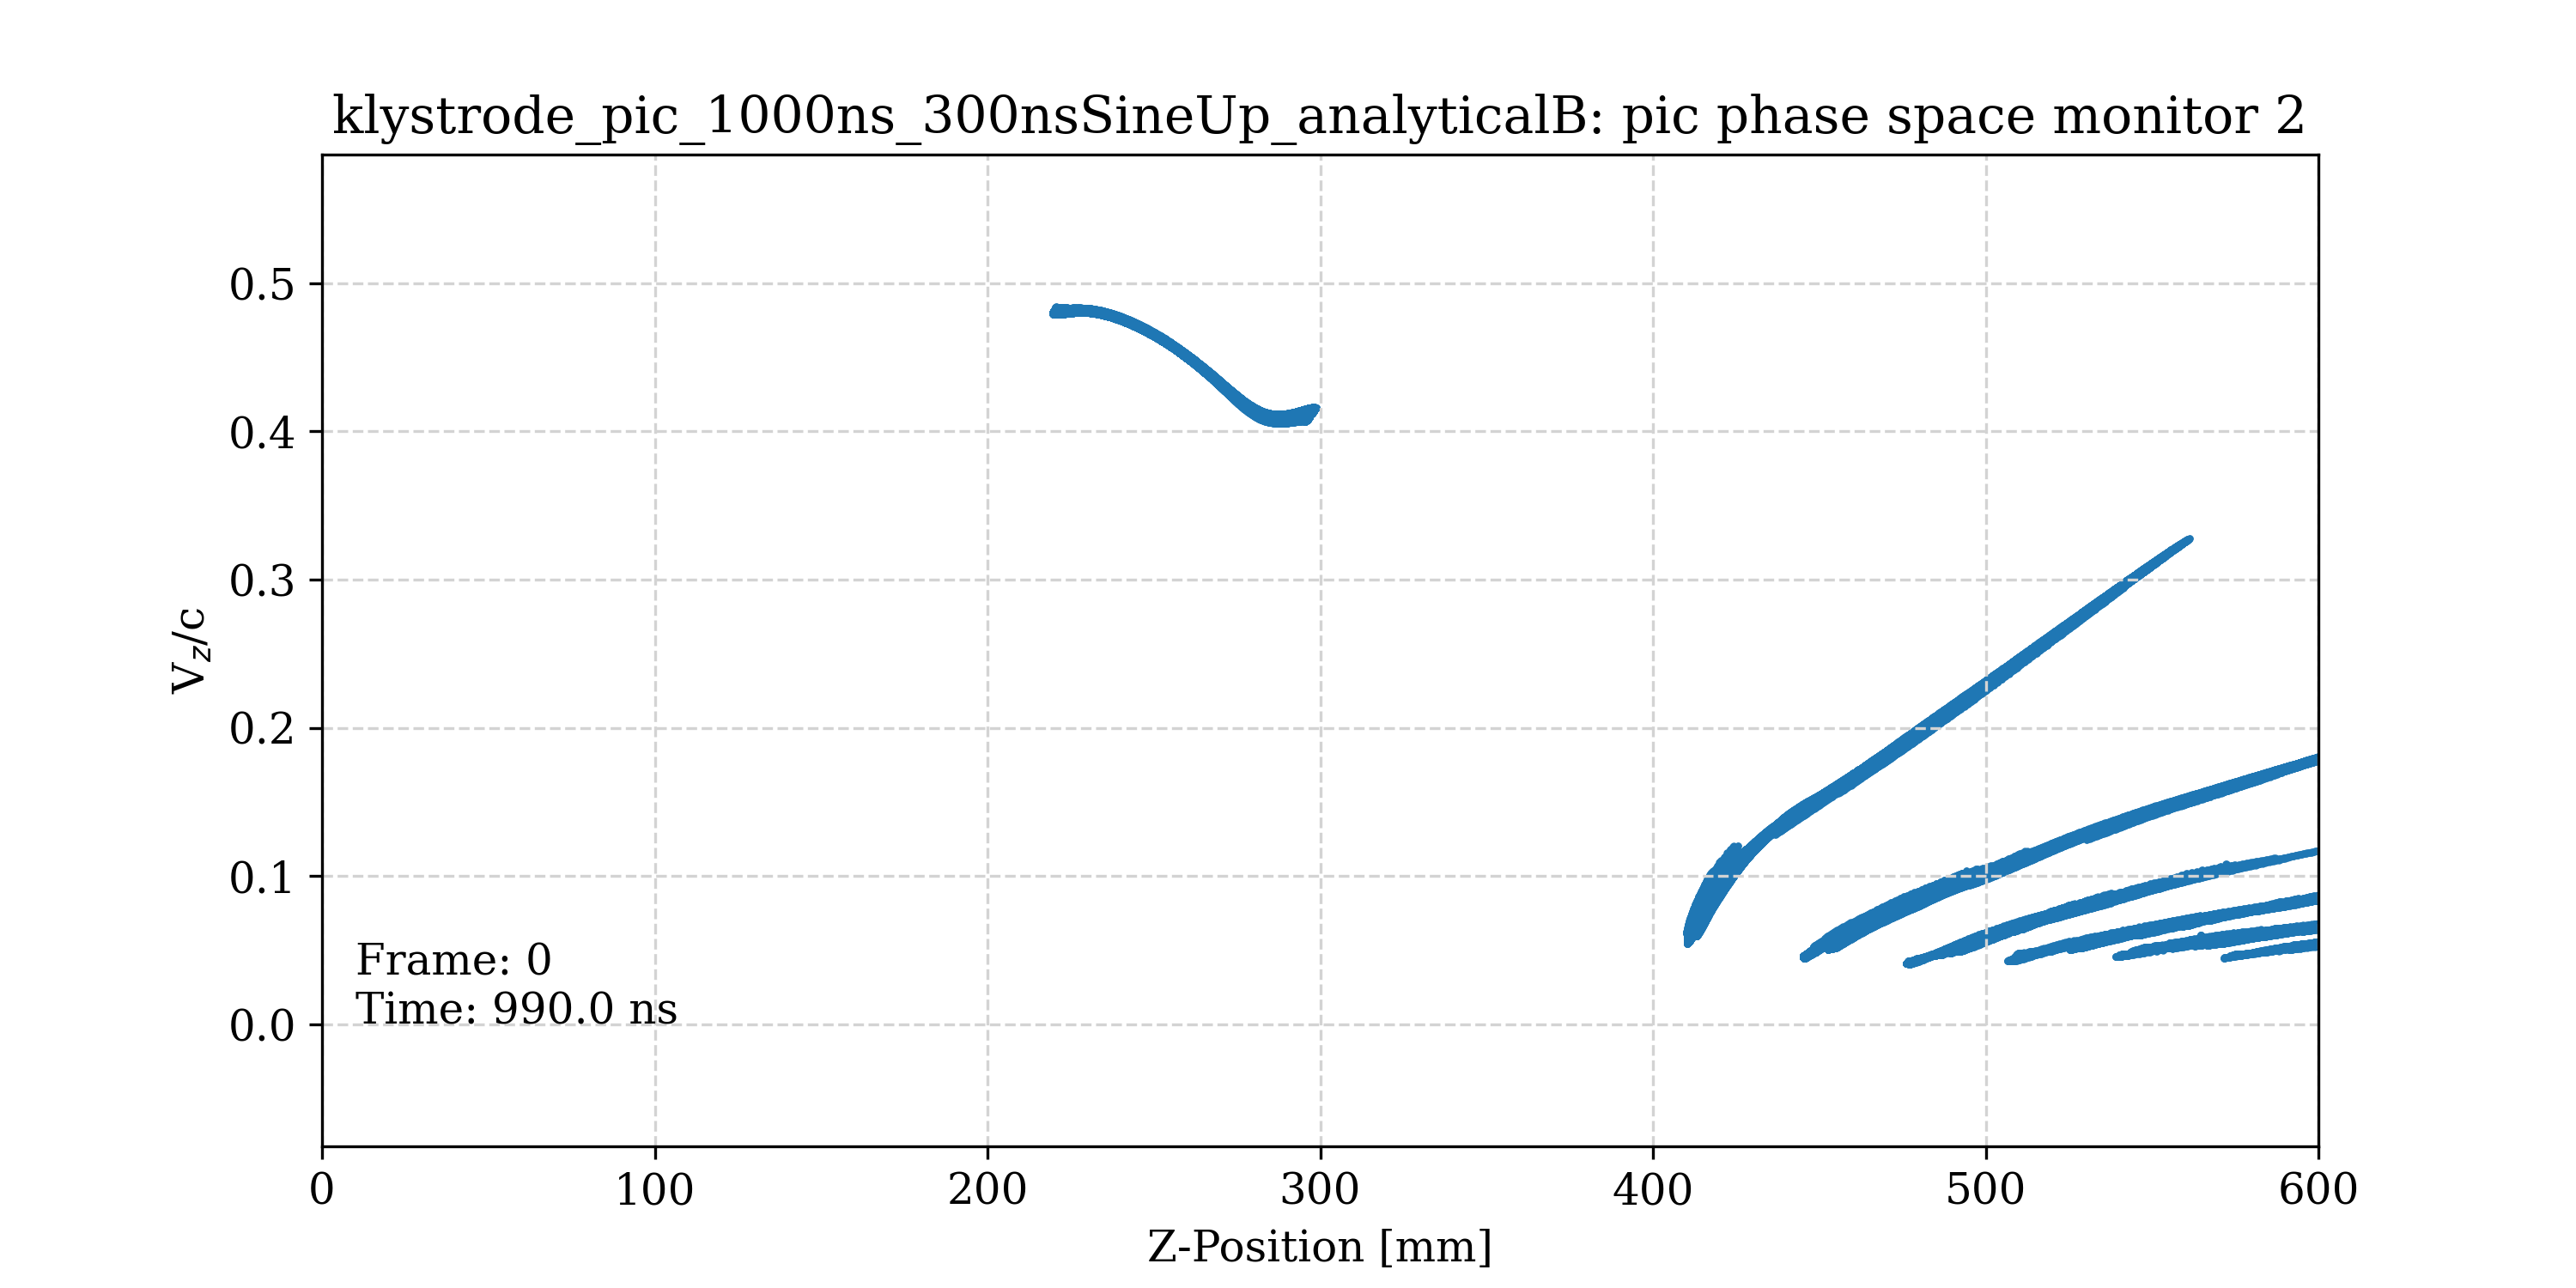 klystrode_pic_1000ns_300nsSineUp_analyticalB: pic phase space monitor 2
0.5
0.4
0.3
0.2
0.1
0.0
V_z/c
Frame: 0
Time: 990.0 ns
0 100 200 300 400 500 600
Z-Position [mm]